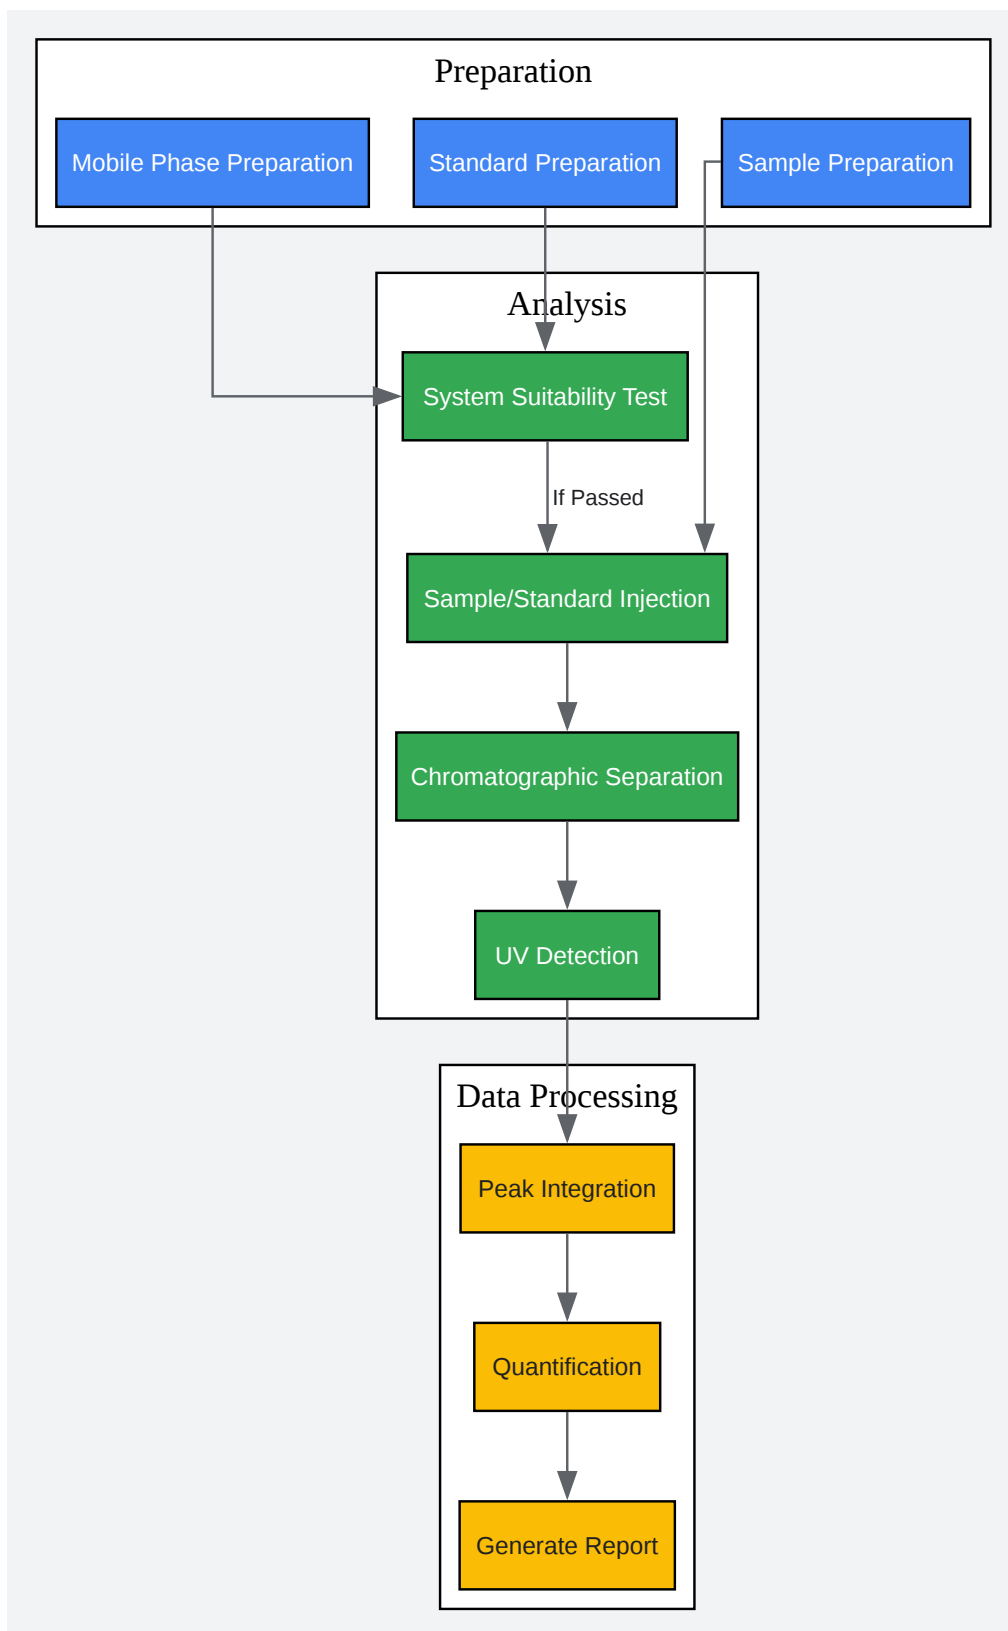 Preparation
Mobile Phase Preparation
Standard Preparation
Sample Preparation
Analysis
System Suitability Test
If Passed
Sample/Standard Injection
Chromatographic Separation
UV Detection
Data Processing
Peak Integration
Quantification
Generate Report